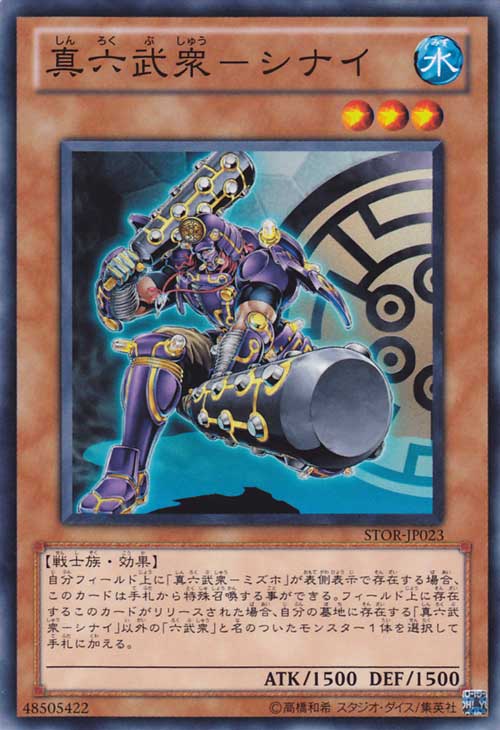 しん ろく ぶ しゅう
真六武衆－シナイ
みず
水
STOR-JP023
【戦士族・効果】
自分フィールド上に「真六武衆－ミズホ」が表側表示で存在する場合、
このカードは手札から特殊召喚する事ができる。フィールド上に存在
するこのカードがリリースされた場合、自分の墓地に存在する「真六武
衆－シナイ」以外の「六武衆」と名のついたモンスター１体を選択して
手札に加える。
ATK/1500 DEF/1500
48505422
©高橋和希 スタジオ・ダイス/集英社